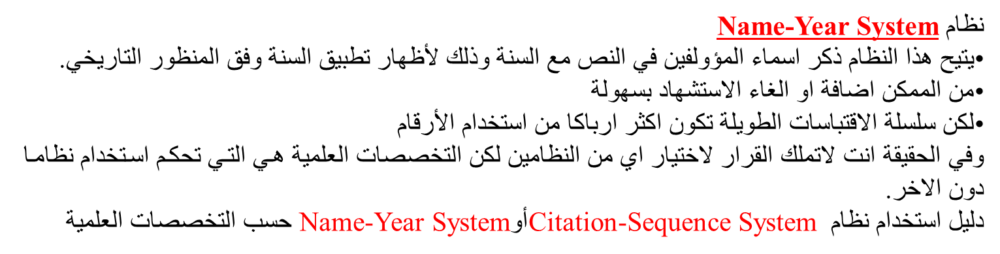 نظام Name-Year System
•يتيح هذا النظام ذكر اسماء المؤولفين في النص مع السنة وذلك لأظهار تطبيق السنة وفق المنظور التاريخي.
•من الممكن اضافة او الغاء الاستشهاد بسهولة
•لكن سلسلة الاقتباسات الطويلة تكون اكثر ارباكا من استخدام الأرقام
وفي الحقيقة انت لاتملك القرار لاختيار اي من النظامين لكن التخصصات العلمية هي التي تحكم استخدام نظاما
دون الاخر.
دليل استخدام نظام Citation-Sequence System أوName-Year System حسب التخصصات العلمية